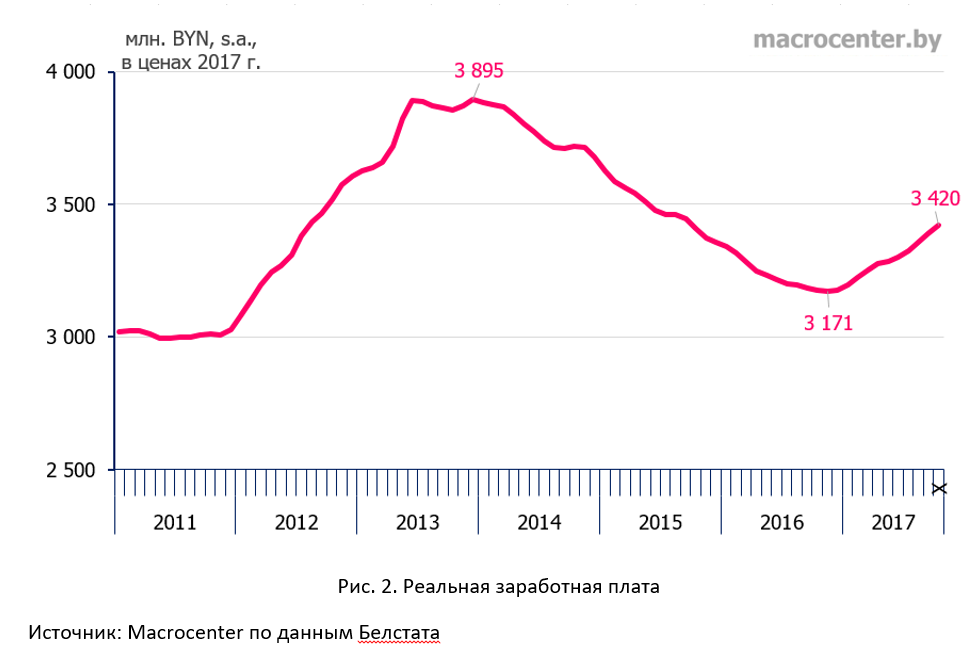 млн. BYN, s.a.,
в ценах 2017 г.
macrocenter.by
4 000
3 895
3 500
3 420
3 000
3 171
2 500
X
2011 2012 2013 2014 2015 2016 2017
Рис. 2. Реальная заработная плата
Источник: Macrocenter по данным Белстата